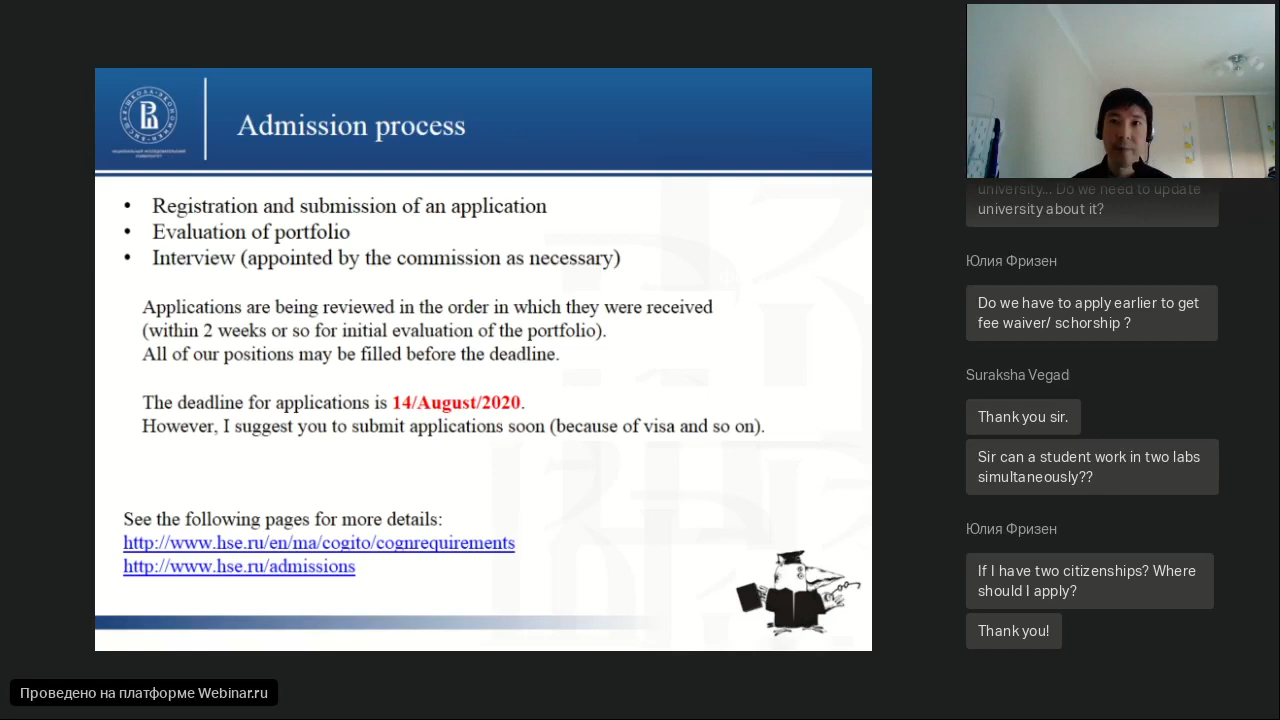 Admission process
• Registration and submission of an application
• Evaluation of portfolio
• Interview (appointed by the commission as necessary)
Applications are being reviewed in the order in which they were received
(within 2 weeks or so for initial evaluation of the portfolio).
All of our positions may be filled before the deadline.
The deadline for applications is 14/August/2020.
However, I suggest you to submit applications soon (because of visa and so on).
See the following pages for more details:
http://www.hse.ru/en/ma/cogito/cognrequirements
http://www.hse.ru/admissions
university... Do we need to update
university about it?
Юлия Фризен
Do we have to apply earlier to get
fee waiver/ schorship ?
Suraksha Vegad
Thank you sir.
Sir can a student work in two labs
simultaneously??
Юлия Фризен
If I have two citizenships? Where
should I apply?
Thank you!
Проведено на платформе Webinar.ru